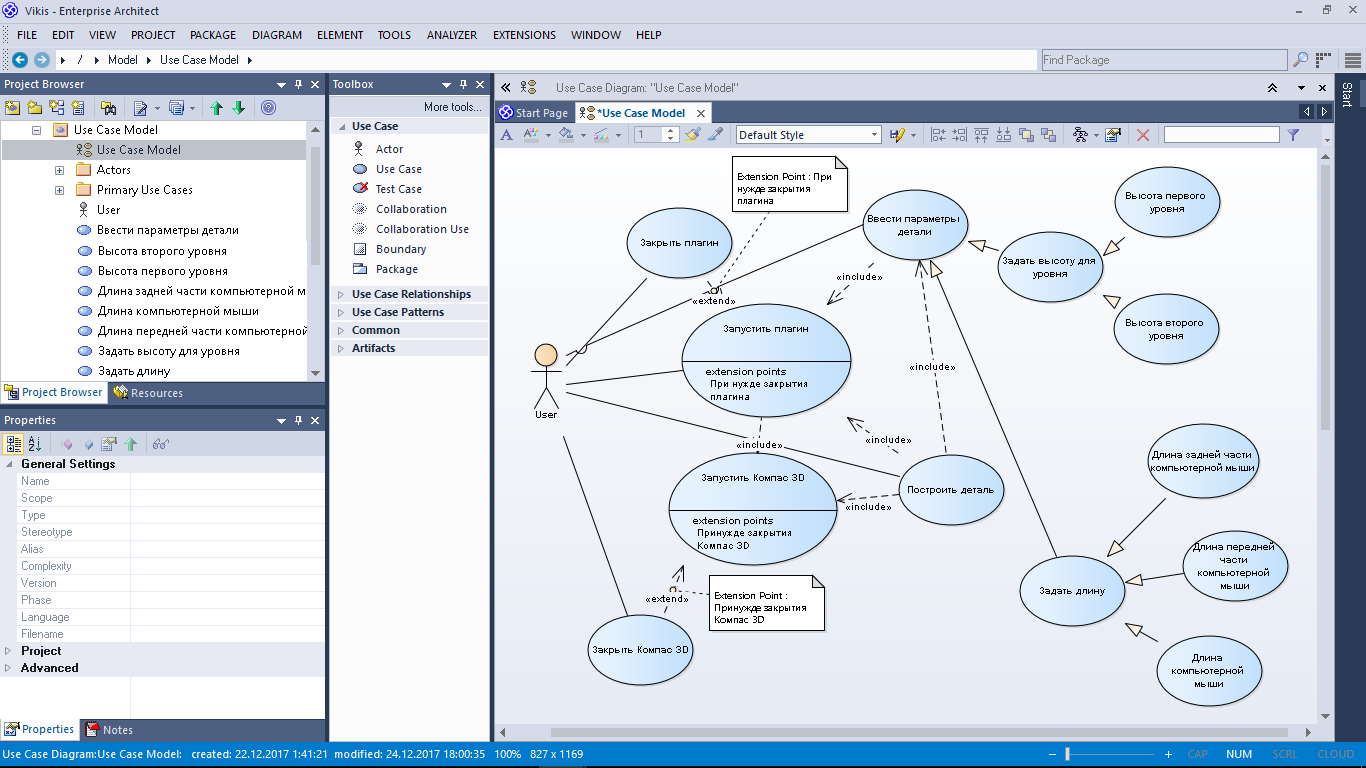 Vikis - Enterprise Architect
FILE EDIT VIEW PROJECT PACKAGE DIAGRAM ELEMENT TOOLS ANALYZER EXTENSIONS WINDOW HELP
/ Model Use Case Model
Find Package
Project Browser
Use Case Model
Use Case Model
Actors
Primary Use Cases
User
Ввести параметры детали
Высота второго уровня
Высота первого уровня
Длина задней части компьютерной м
Длина компьютерной мыши
Длина передней части компьютерной
Задать высоту для уровня
Задать длину
Project Browser Resources
Properties
General Settings
Name
Scope
Type
Stereotype
Alias
Complexity
Version
Phase
Language
Filename
Project
Advanced
Properties Notes
Toolbox
More tools...
Use Case
Actor
Use Case
Test Case
Collaboration
Collaboration Use
Boundary
Package
Use Case Relationships
Use Case Patterns
Common
Artifacts
Use Case Diagram: "Use Case Model"
Start Page *Use Case Model
1 Default Style
Start
Extension Point : При
нужде закрытия
плагина
Закрыть плагин
Ввести параметры
детали
Высота первого
уровня
Задать высоту для
уровня
Высота второго
уровня
«include»
«extend»
Запустить плагин
extension points
При нужде закрытия
плагина
User
«include»
«include»
«include»
Запустить Компас 3D
extension points
Принужде закрытия
Компас 3D
Построить деталь
«include»
Длина задней части
компьютерной мыши
Длина передней
части
компьютерной
мыши
Задать длину
Длина
компьютерной
мыши
«extend»
Extension Point :
Принужде закрытия
Компас 3D
Закрыть Компас 3D
Use Case Diagram:Use Case Model: created: 22.12.2017 1:41:21 modified: 24.12.2017 18:00:35 100% 827 x 1169
CAP NUM SCRL CLOUD